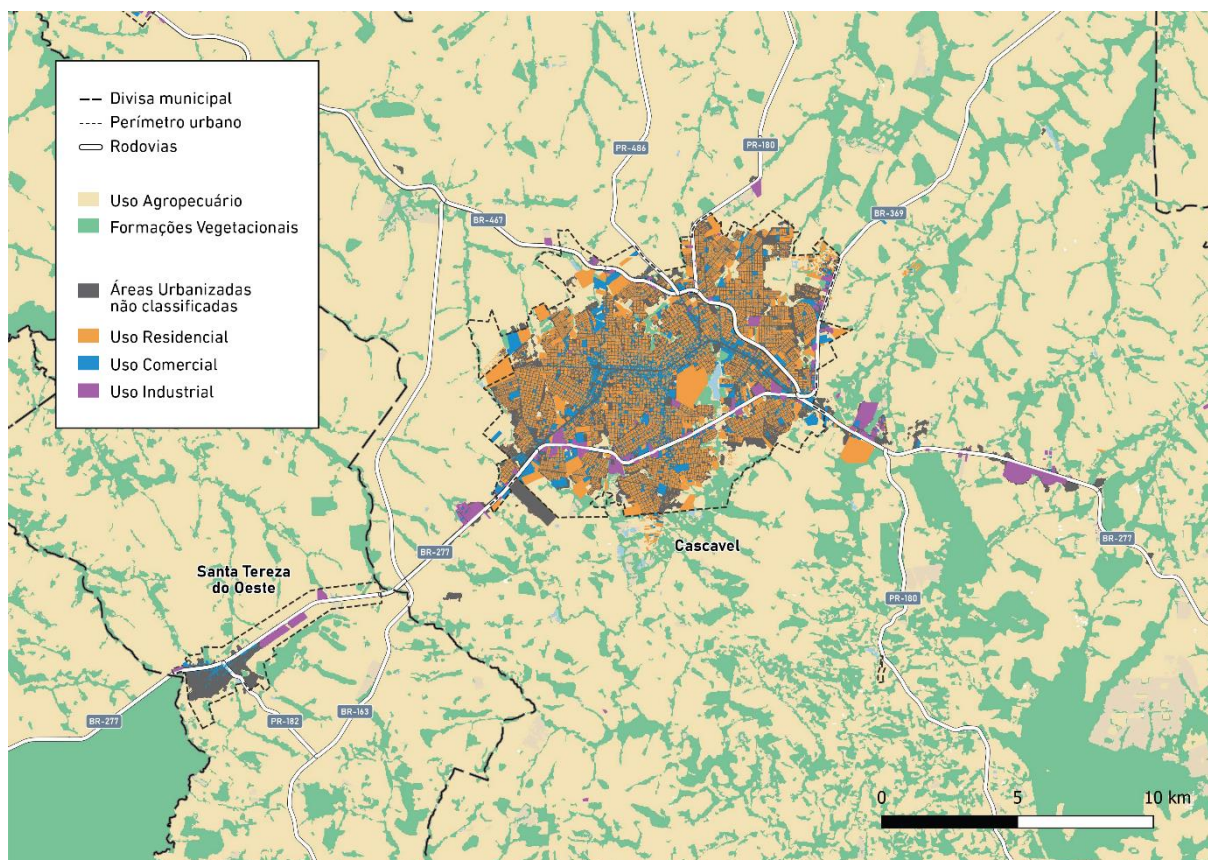 Divisa municipal
Perímetro urbano
Rodovias
Uso Agropecuário
Formações Vegetacionais
Áreas Urbanizadas
não classificadas
Uso Residencial
Uso Comercial
Uso Industrial
PR-486
PR-180
BR-467
BR-369
Cascavel
BR-277
BR-277
Santa Tereza
do Oeste
PR-180
BR-277
PR-182
BR-163
0 5 10 km